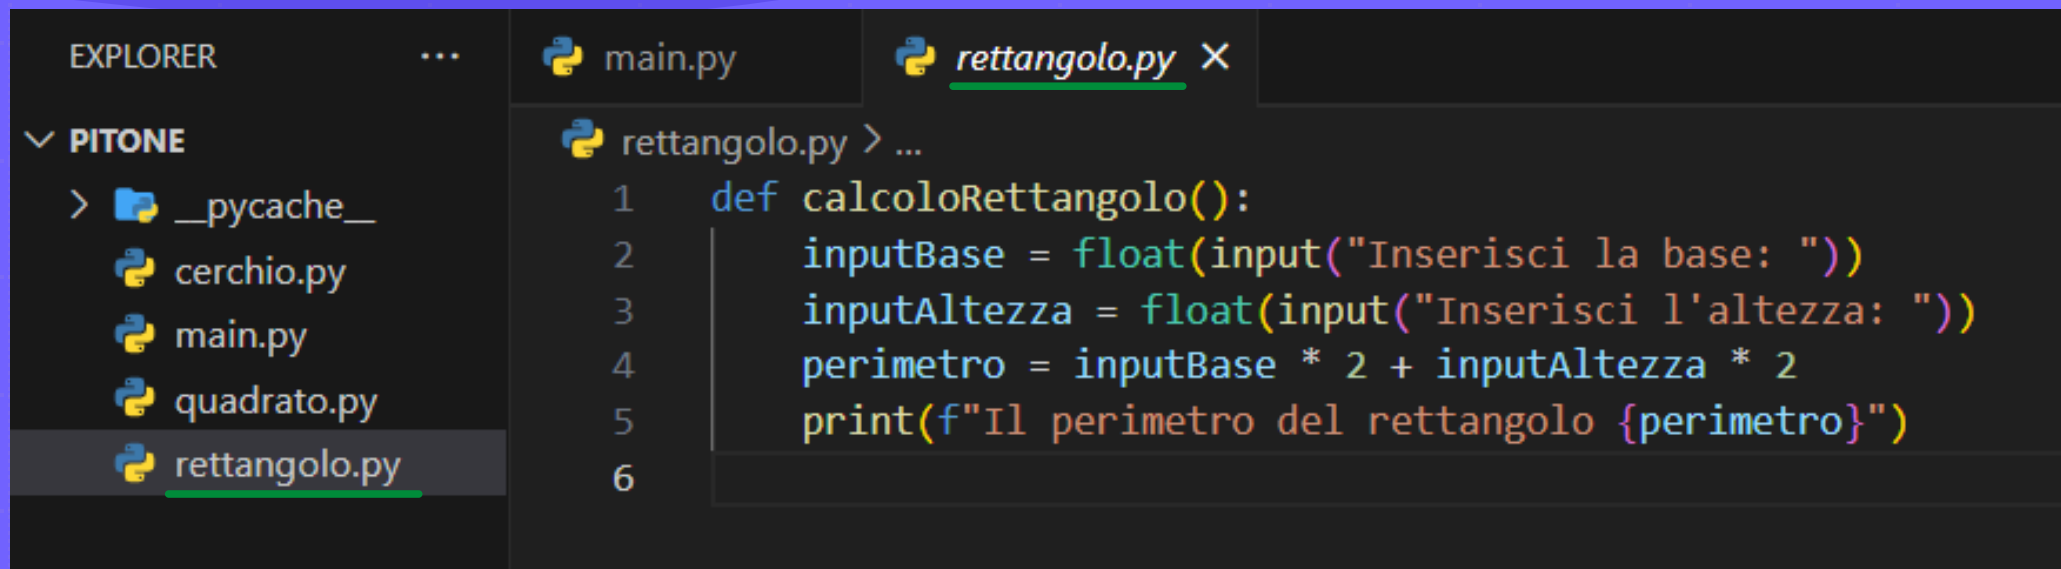 EXPLORER ...
PITONE
__pycache__
cerchio.py
main.py
quadrato.py
rettangolo.py
main.py
rettangolo.py
rettangolo.py > ...
1 def calcoloRettangolo():
2 inputBase = float(input("Inserisci la base: "))
3 inputAltezza = float(input("Inserisci l'altezza: "))
4 perimetro = inputBase * 2 + inputAltezza * 2
5 print(f"Il perimetro del rettangolo {perimetro}")
6